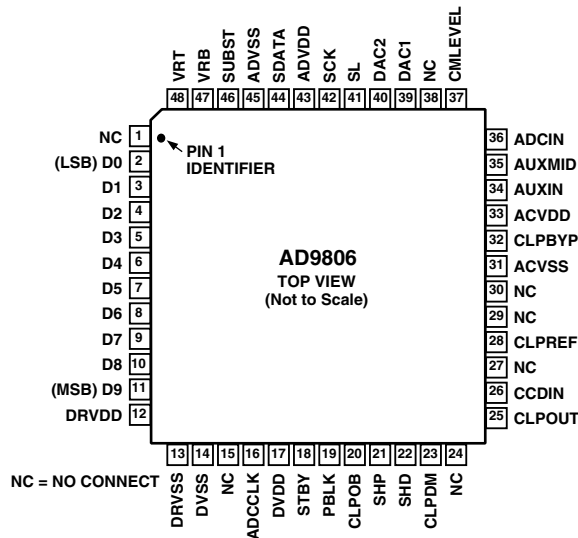 VRT VRB SUBST ADVSS SDATA ADVDD SCK SL DAC2 DAC1 NC CMLEVEL
48 47 46 45 44 43 42 41 40 39 38 37
NC 1
(LSB) D0 2
D1 3
D2 4
D3 5
D4 6
D5 7
D6 8
D7 9
D8 10
(MSB) D9 11
DRVDD 12
PIN 1
IDENTIFIER
AD9806
TOP VIEW
(Not to Scale)
36 ADCIN
35 AUXMID
34 AUXIN
33 ACVDD
32 CLPBYP
31 ACVSS
30 NC
29 NC
28 CLPREF
27 NC
26 CCDIN
25 CLPOUT
13 14 15 16 17 18 19 20 21 22 23 24
DRVSS DVSS NC ADCCLK DVDD STBY PBLK CLPOB SHP SHD CLPDM NC
NC = NO CONNECT